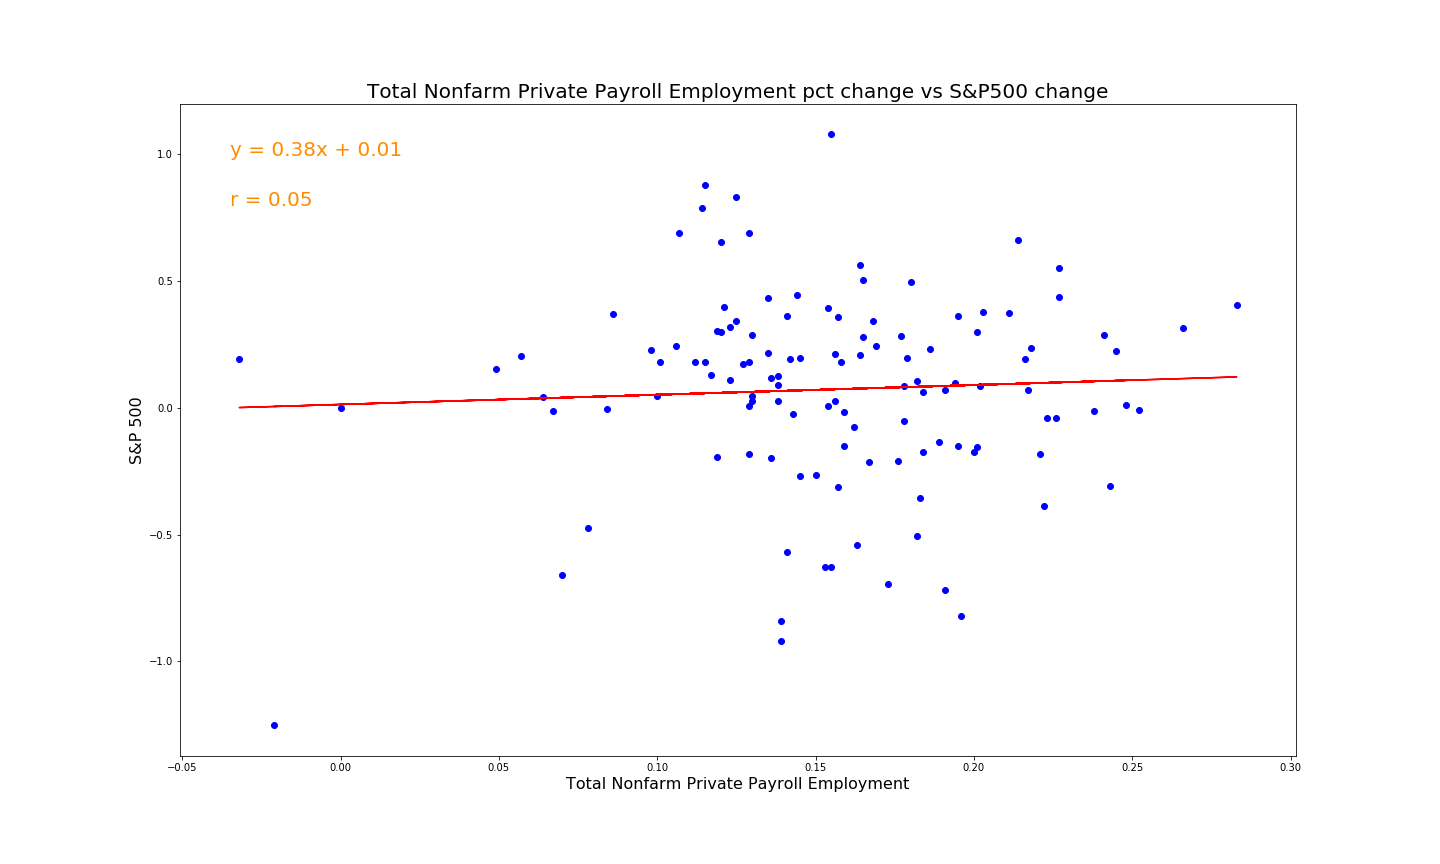 Total Nonfarm Private Payroll Employment pct change vs S&P500 change
y = 0.38x + 0.01
r = 0.05
1.0
0.5
0.0
−0.5
−1.0
S&P 500
−0.05 0.00 0.05 0.10 0.15 0.20 0.25 0.30
Total Nonfarm Private Payroll Employment